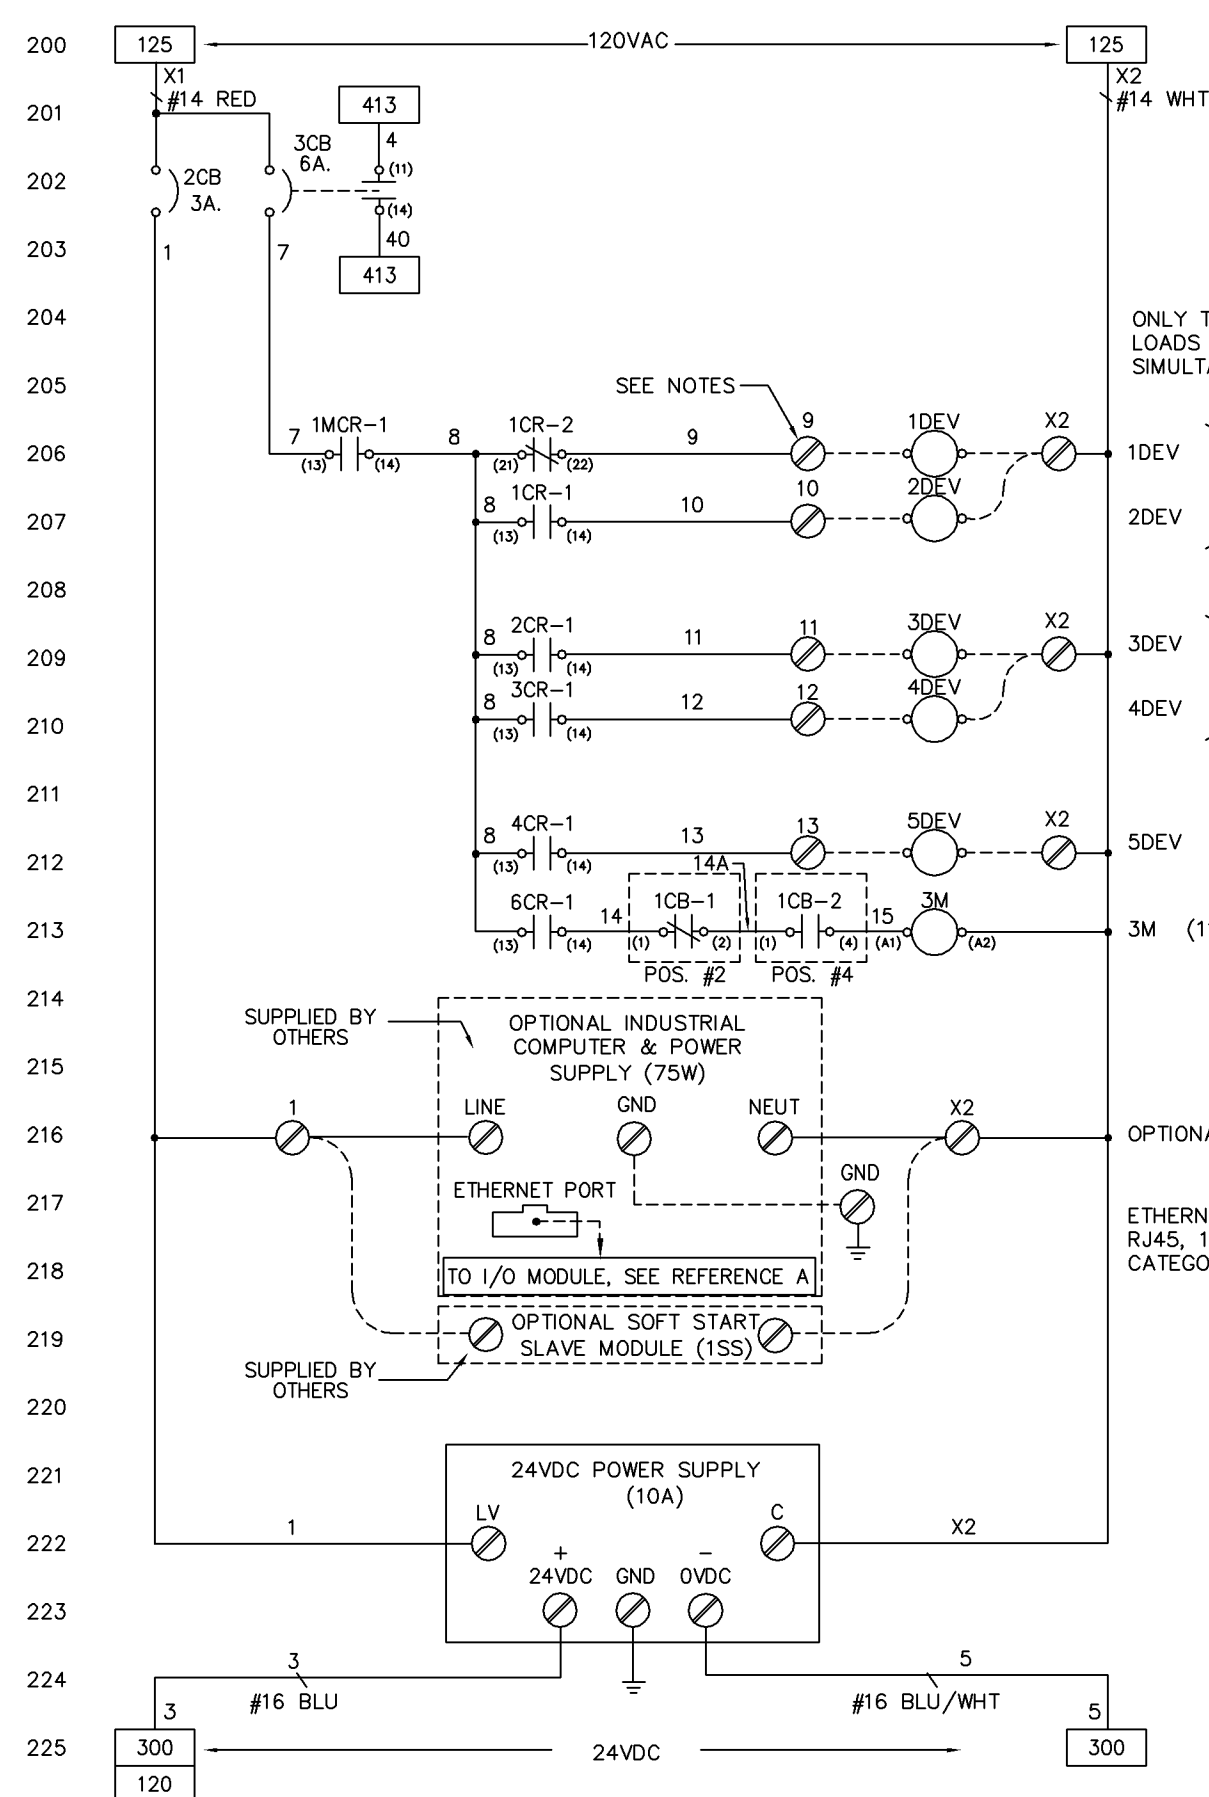 200 125 120VAC 125
X1 X2
201 #14 RED 413 #14 WHT
3CB 4
6A. (11)
202 2CB
3A. (14)
203 1 7 40
413
204 ONLY T
LOADS
205 SEE NOTES SIMULTA
206 7 1MCR-1 8 1CR-2 9 9 1DEV X2 1DEV
(13) (14) (21) (22)
207 8 1CR-1 10 10 2DEV 2DEV
(13) (14)
208
209 8 2CR-1 11 11 3DEV X2 3DEV
(13) (14)
210 8 3CR-1 12 12 4DEV 4DEV
(13) (14)
211
212 8 4CR-1 13 13 5DEV X2 5DEV
(13) (14) 14A
213 6CR-1 14 1CB-1 1CB-2 15 3M 3M (1
(13) (14) (1) (2) (1) (4) (A1) (A2)
POS. #2 POS. #4
214
SUPPLIED BY
OTHERS
OPTIONAL INDUSTRIAL
COMPUTER & POWER
SUPPLY (75W)
215
216 1 LINE GND NEUT X2 OPTIONA
GND
217 ETHERNET PORT
ETHERN
RJ45, 1
CATEGO
218 TO I/O MODULE, SEE REFERENCE A
219 OPTIONAL SOFT START
SLAVE MODULE (1SS)
SUPPLIED BY
OTHERS
220
221 24VDC POWER SUPPLY
(10A)
222 1 LV C X2
+ -
24VDC GND 0VDC
223
224 3 5
#16 BLU #16 BLU/WHT
3 5
225 300 24VDC 300
120